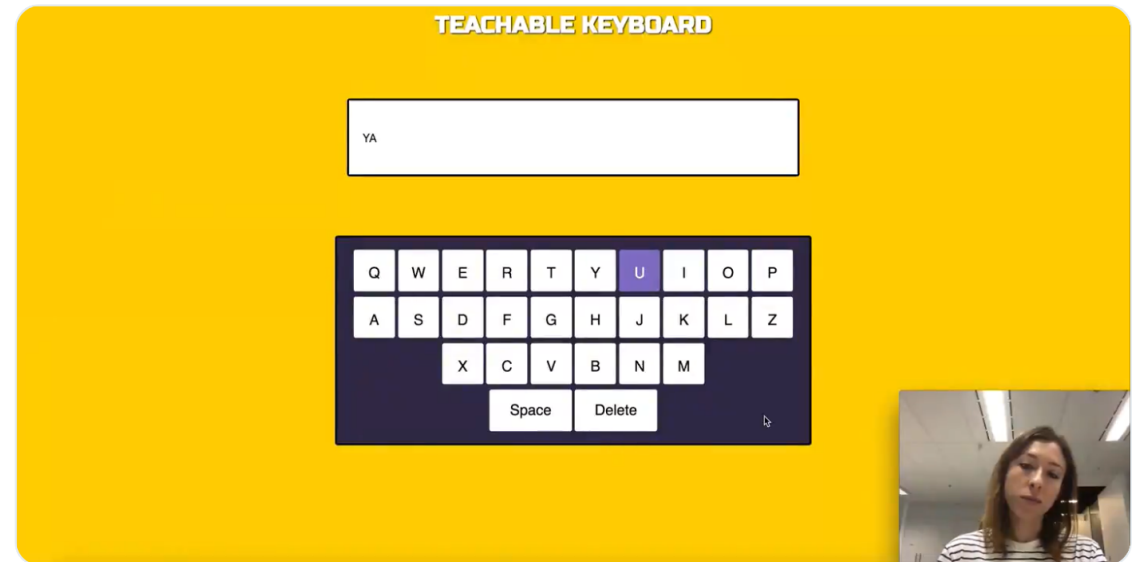 TEACHABLE KEYBOARD
YA
Q W E R T Y U I O P
A S D F G H J K L Z
X C V B N M
Space Delete